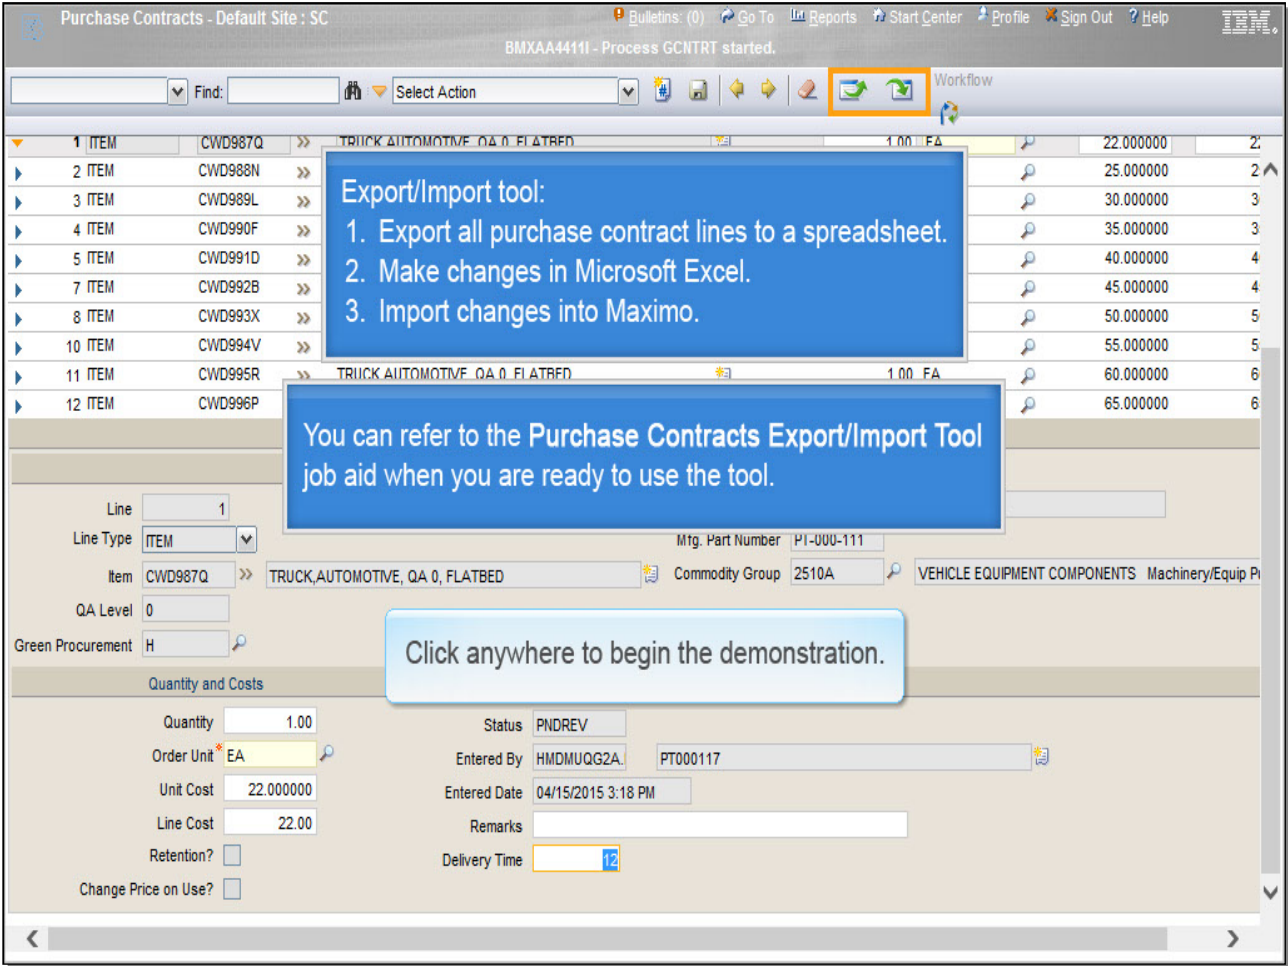 Purchase Contracts - Default Site : SC
Bulletins: (0) Go To Reports Start Center Profile Sign Out ? Help
IBM.
BMXAA4411I - Process GCNTRT started.
Find: Select Action Workflow
1 ITEM CWD987Q TRUCK,AUTOMOTIVE, QA 0, FLATBED 1.00 EA 22.000000
2 ITEM CWD988N 25.000000
3 ITEM CWD989L 30.000000
4 ITEM CWD990F 35.000000
5 ITEM CWD991D 40.000000
7 ITEM CWD992B 45.000000
8 ITEM CWD993X 50.000000
10 ITEM CWD994V 55.000000
11 ITEM CWD995R TRUCK,AUTOMOTIVE, QA 0, FLATBED 1.00 EA 60.000000
12 ITEM CWD996P 65.000000
Export/Import tool:
1. Export all purchase contract lines to a spreadsheet.
2. Make changes in Microsoft Excel.
3. Import changes into Maximo.
You can refer to the Purchase Contracts Export/Import Tool
job aid when you are ready to use the tool.
Line 1
Line Type ITEM
Mfg. Part Number PT-000-111
Item CWD987Q TRUCK,AUTOMOTIVE, QA 0, FLATBED
Commodity Group 2510A VEHICLE EQUIPMENT COMPONENTS Machinery/Equip
QA Level 0
Green Procurement H
Click anywhere to begin the demonstration.
Quantity and Costs
Quantity 1.00
Order Unit * EA
Unit Cost 22.000000
Line Cost 22.00
Retention?
Change Price on Use?
Status PNDREV
Entered By HMDMUQG2A. PT000117
Entered Date 04/15/2015 3:18 PM
Remarks
Delivery Time 12